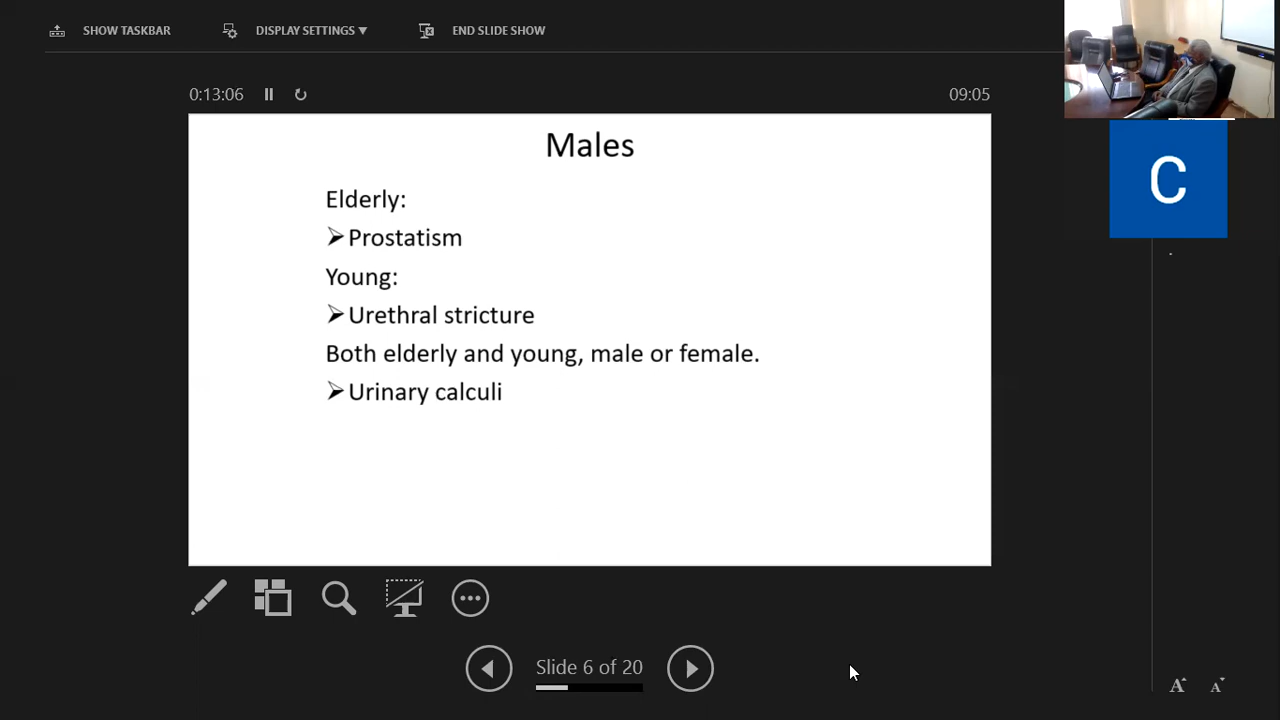 SHOW TASKBAR
DISPLAY SETTINGS ▼
END SLIDE SHOW
0:13:06
09:05
C
Males
Elderly:
➢Prostatism
Young:
➢Urethral stricture
Both elderly and young, male or female.
➢Urinary calculi
Slide 6 of 20
A A